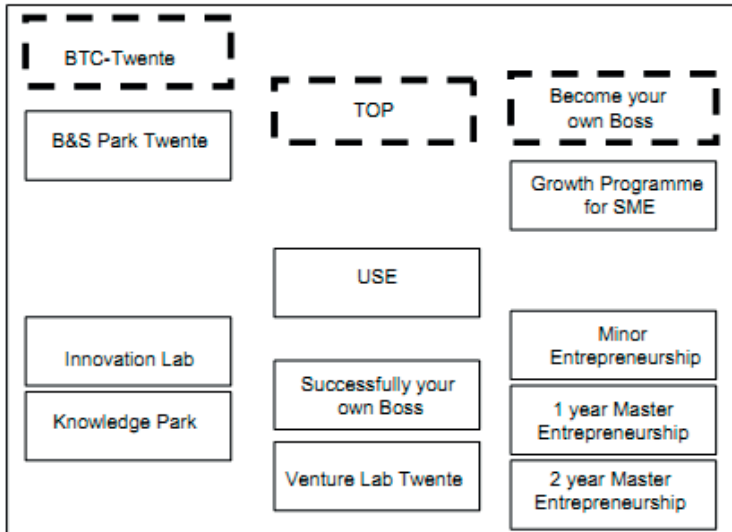 BTC-Twente
B&S Park Twente
Innovation Lab
Knowledge Park
TOP
USE
Successfully your
own Boss
Venture Lab Twente
Become your
own Boss
Growth Programme
for SME
Minor
Entrepreneurship
1 year Master
Entrepreneurship
2 year Master
Entrepreneurship